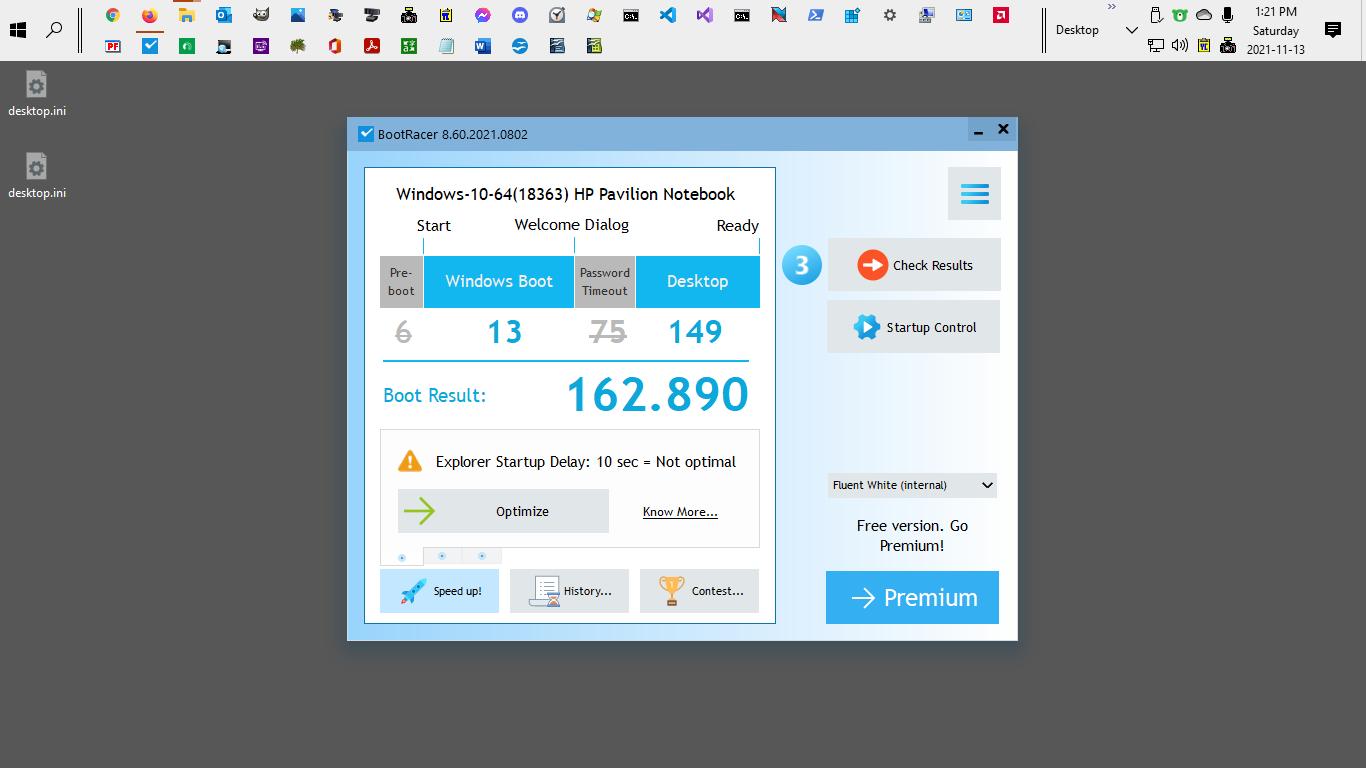 1:21 PM
Desktop
Saturday
2021-11-13
desktop.ini
desktop.ini
BootRacer 8.60.2021.0802
Windows-10-64(18363) HP Pavilion Notebook
Start
Welcome Dialog
Ready
Pre-
boot
Windows Boot
Password
Timeout
Desktop
6
13
75
149
Boot Result:
162.890
Explorer Startup Delay: 10 sec = Not optimal
Optimize
Know More...
Speed up!
History...
Contest...
3
Check Results
Startup Control
Fluent White (internal)
Free version. Go
Premium!
Premium